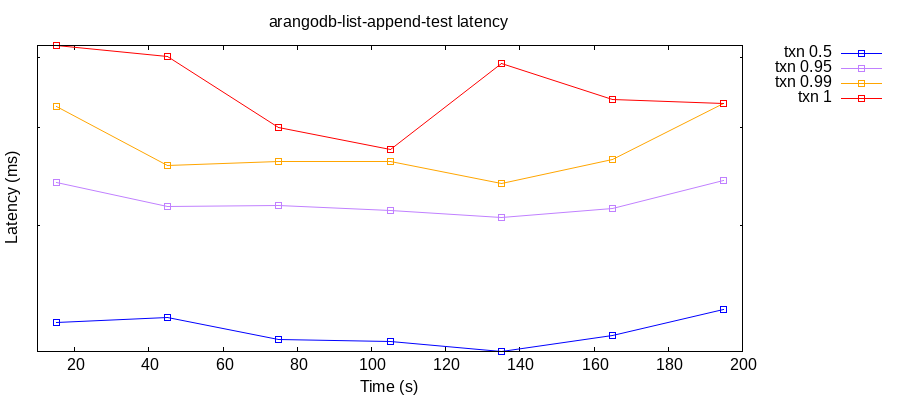 arangodb-list-append-test latency
txn 0.5
txn 0.95
txn 0.99
txn 1
Latency (ms)
20 40 60 80 100 120 140 160 180 200
Time (s)